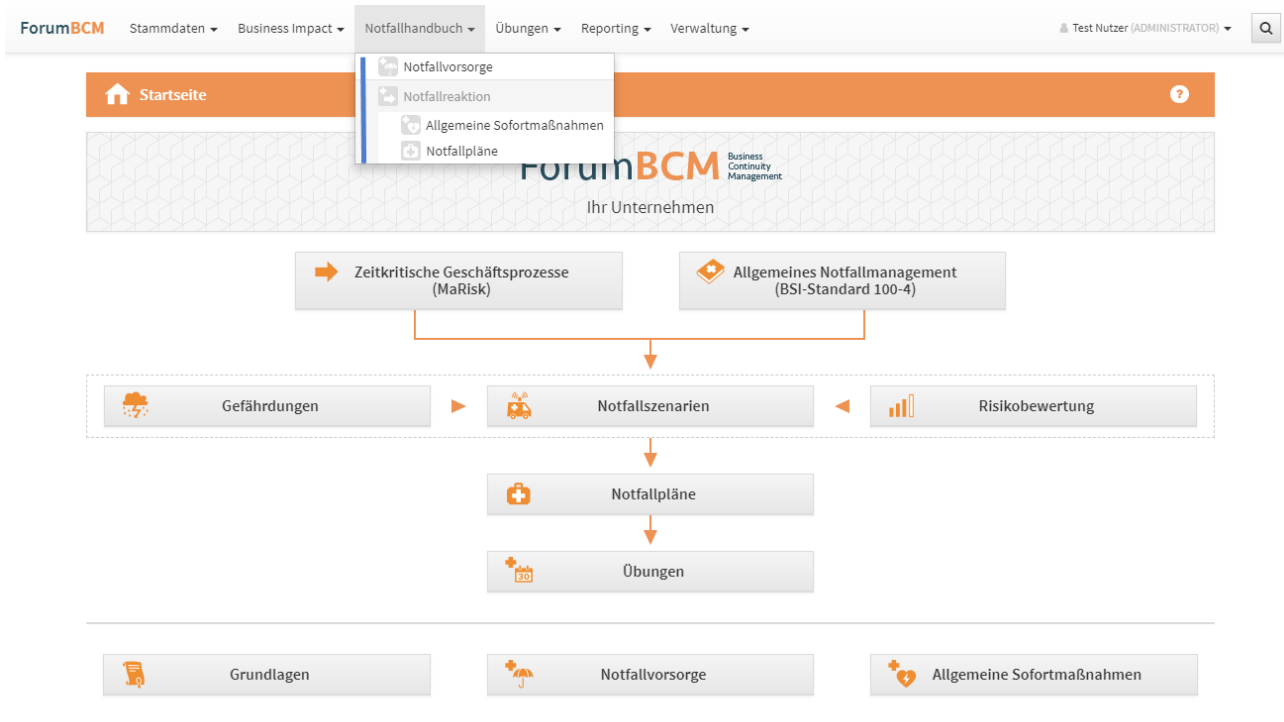 ForumBCM Stammdaten Business Impact Notfallhandbuch Übungen Reporting Verwaltung Test Nutzer (ADMINISTRATOR)
Notfallvorsorge
Notfallreaktion
Allgemeine Sofortmaßnahmen
Notfallpläne
Startseite ?
ForumBCM Business
Continuity
Management
Ihr Unternehmen
Zeitkritische Geschäftsprozesse
(MaRisk)
Allgemeines Notfallmanagement
(BSI-Standard 100-4)
Gefährdungen Notfallszenarien Risikobewertung
Notfallpläne
30 Übungen
Grundlagen Notfallvorsorge Allgemeine Sofortmaßnahmen